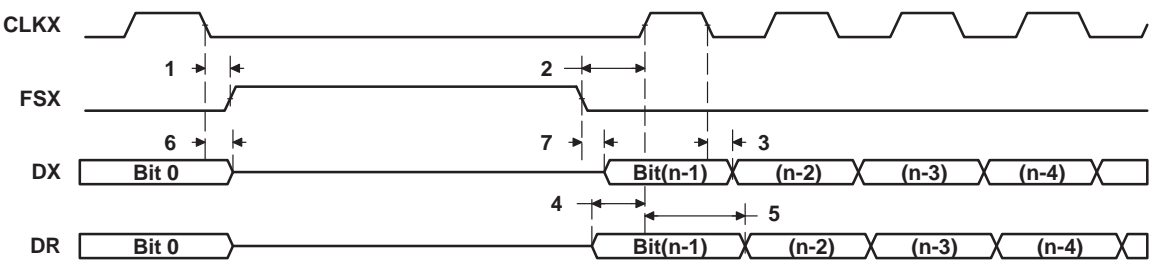 CLKX
1
2
FSX
6
7
3
DX
Bit 0
Bit(n-1)
(n-2)
(n-3)
(n-4)
4
5
DR
Bit 0
Bit(n-1)
(n-2)
(n-3)
(n-4)